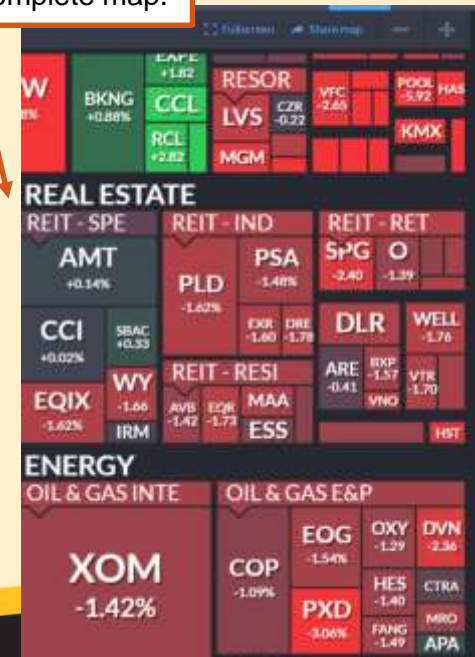 omplete map.
Fullscreen Share map
W
BKNG
+0.88%
EXPE
+1.82
CCL
RCL
+2.82
RESOR
LVS
CZR
-0.22
MGM
VFC
-2.65
POOL
-5.92
HAS
KMX
REAL ESTATE
REIT - SPE
AMT
+0.14%
CCI
+0.02%
SBAC
+0.33
EQIX
-1.62%
WY
-1.66
IRM
REIT - IND
PLD
-1.62%
PSA
-1.48%
EXR
-1.60
DRE
-1.78
REIT - RESI
AVB
-1.42
EQR
-1.73
MAA
ESS
REIT - RET
SPG
-2.40
O
-1.39
DLR
WELL
-1.76
ARE
-0.41
BXP
-1.57
VNO
VTR
-1.70
HST
ENERGY
OIL & GAS INTE
XOM
-1.42%
OIL & GAS E&P
COP
-1.09%
EOG
-1.54%
PXD
-3.06%
OXY
-1.29
DVN
-2.36
HES
-1.40
CTRA
FANG
-1.49
MRO
APA